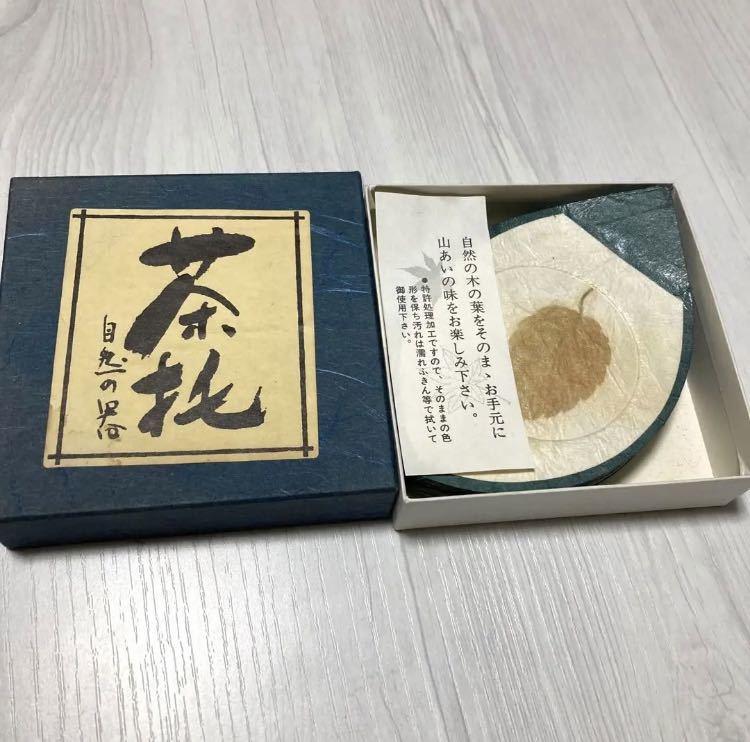 茶托
自然の器
自然の木の葉をそのまゝお手元に
山あいの味をお楽しみ下さい。
●特許処理加工ですので、そのままの色
形を保ち汚れは濡れふきん等で拭いて
御使用下さい。